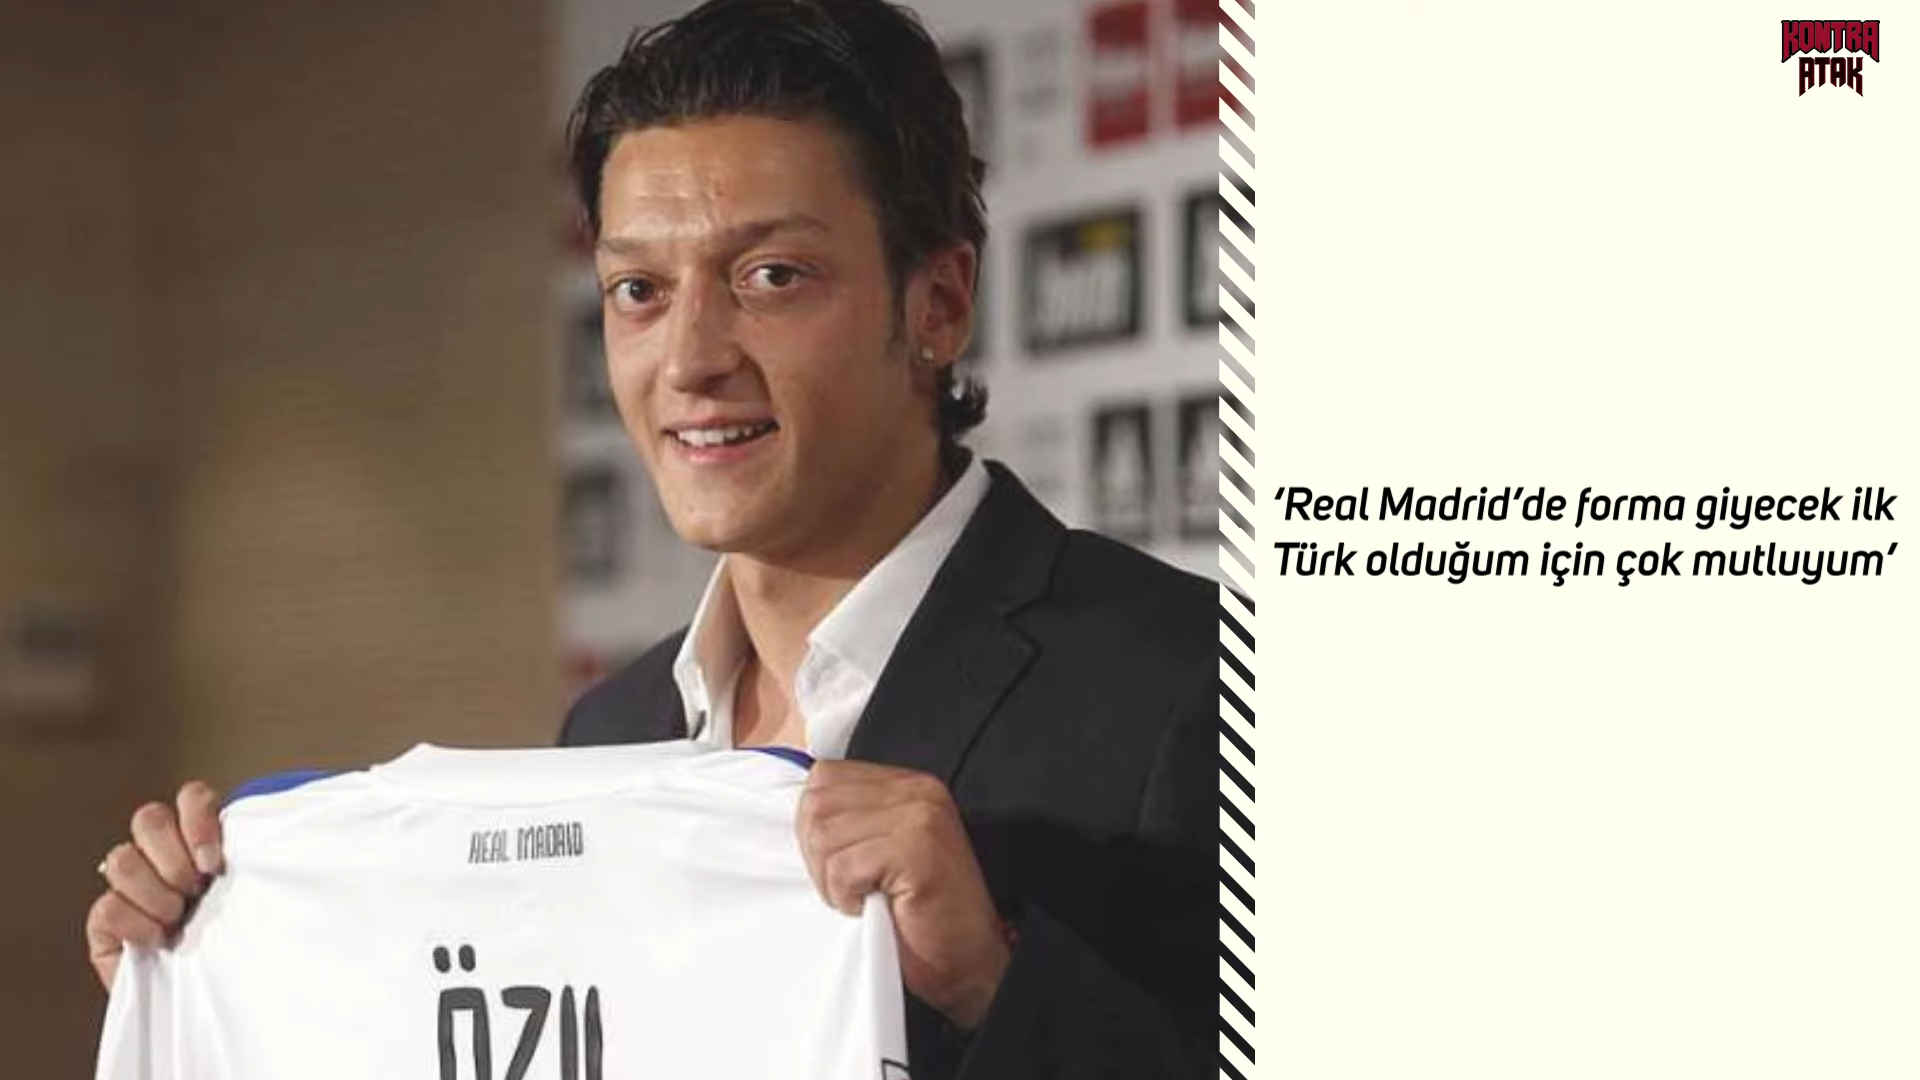 KONTRA
ATAK
‘Real Madrid’de forma giyecek ilk
Türk olduğum için çok mutluyum’
REAL MADRID